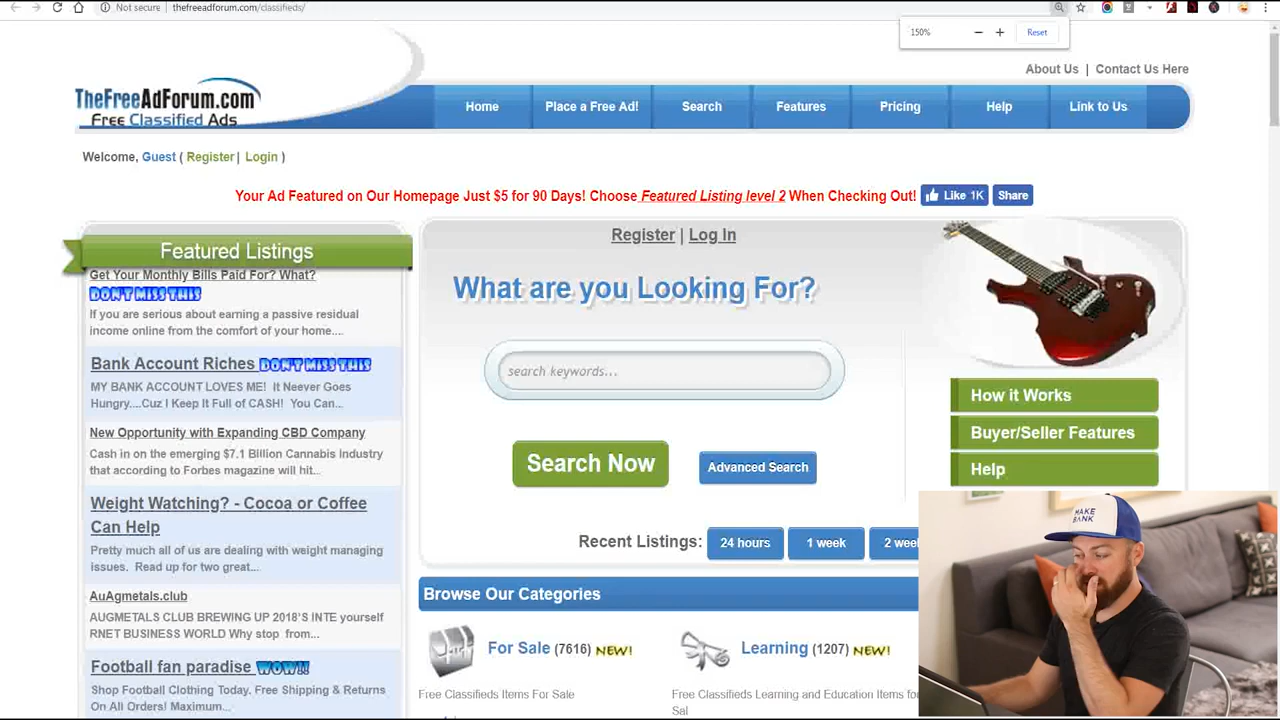 Not secure | thefreeadforum.com/classifieds/
150%
Reset
About Us | Contact Us Here
TheFreeAdForum.com
Free Classified Ads
Home
Place a Free Ad!
Search
Features
Pricing
Help
Link to Us
Welcome, Guest ( Register | Login )
Your Ad Featured on Our Homepage Just $5 for 90 Days! Choose Featured Listing level 2 When Checking Out!
Like 1K
Share
Featured Listings
Get Your Monthly Bills Paid For? What?
DON'T MISS THIS
If you are serious about earning a passive residual
income online from the comfort of your home....
Bank Account Riches DON'T MISS THIS
MY BANK ACCOUNT LOVES ME! It Neever Goes
Hungry....Cuz I Keep It Full of CASH! You Can...
New Opportunity with Expanding CBD Company
Cash in on the emerging $7.1 Billion Cannabis Industry
that according to Forbes magazine will hit...
Weight Watching? - Cocoa or Coffee
Can Help
Pretty much all of us are dealing with weight managing
issues. Read up for two great...
AuAgmetals.club
AUGMETALS CLUB BREWING UP 2018'S INTE yourself
RNET BUSINESS WORLD Why stop from...
Football fan paradise WOW!!
Shop Football Clothing Today. Free Shipping & Returns
On All Orders! Maximum...
Register | Log In
What are you Looking For?
search keywords...
Search Now
Advanced Search
How it Works
Buyer/Seller Features
Help
Recent Listings:
24 hours
1 week
2 wee
Browse Our Categories
For Sale (7616) NEW!
Free Classifieds Items For Sale
Learning (1207) NEW!
Free Classifieds Learning and Education Items fo
Sal
MAKE
BANK